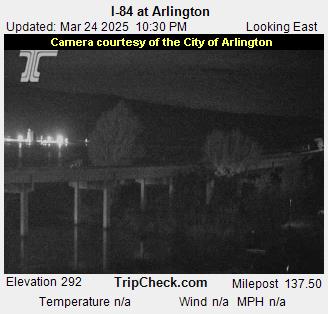 I-84 at Arlington
Updated: Mar 24 2025 10:30 PM Looking East
Camera courtesy of the City of Arlington
Elevation 292 TripCheck.com Milepost 137.50
Temperature n/a Wind n/a MPH n/a